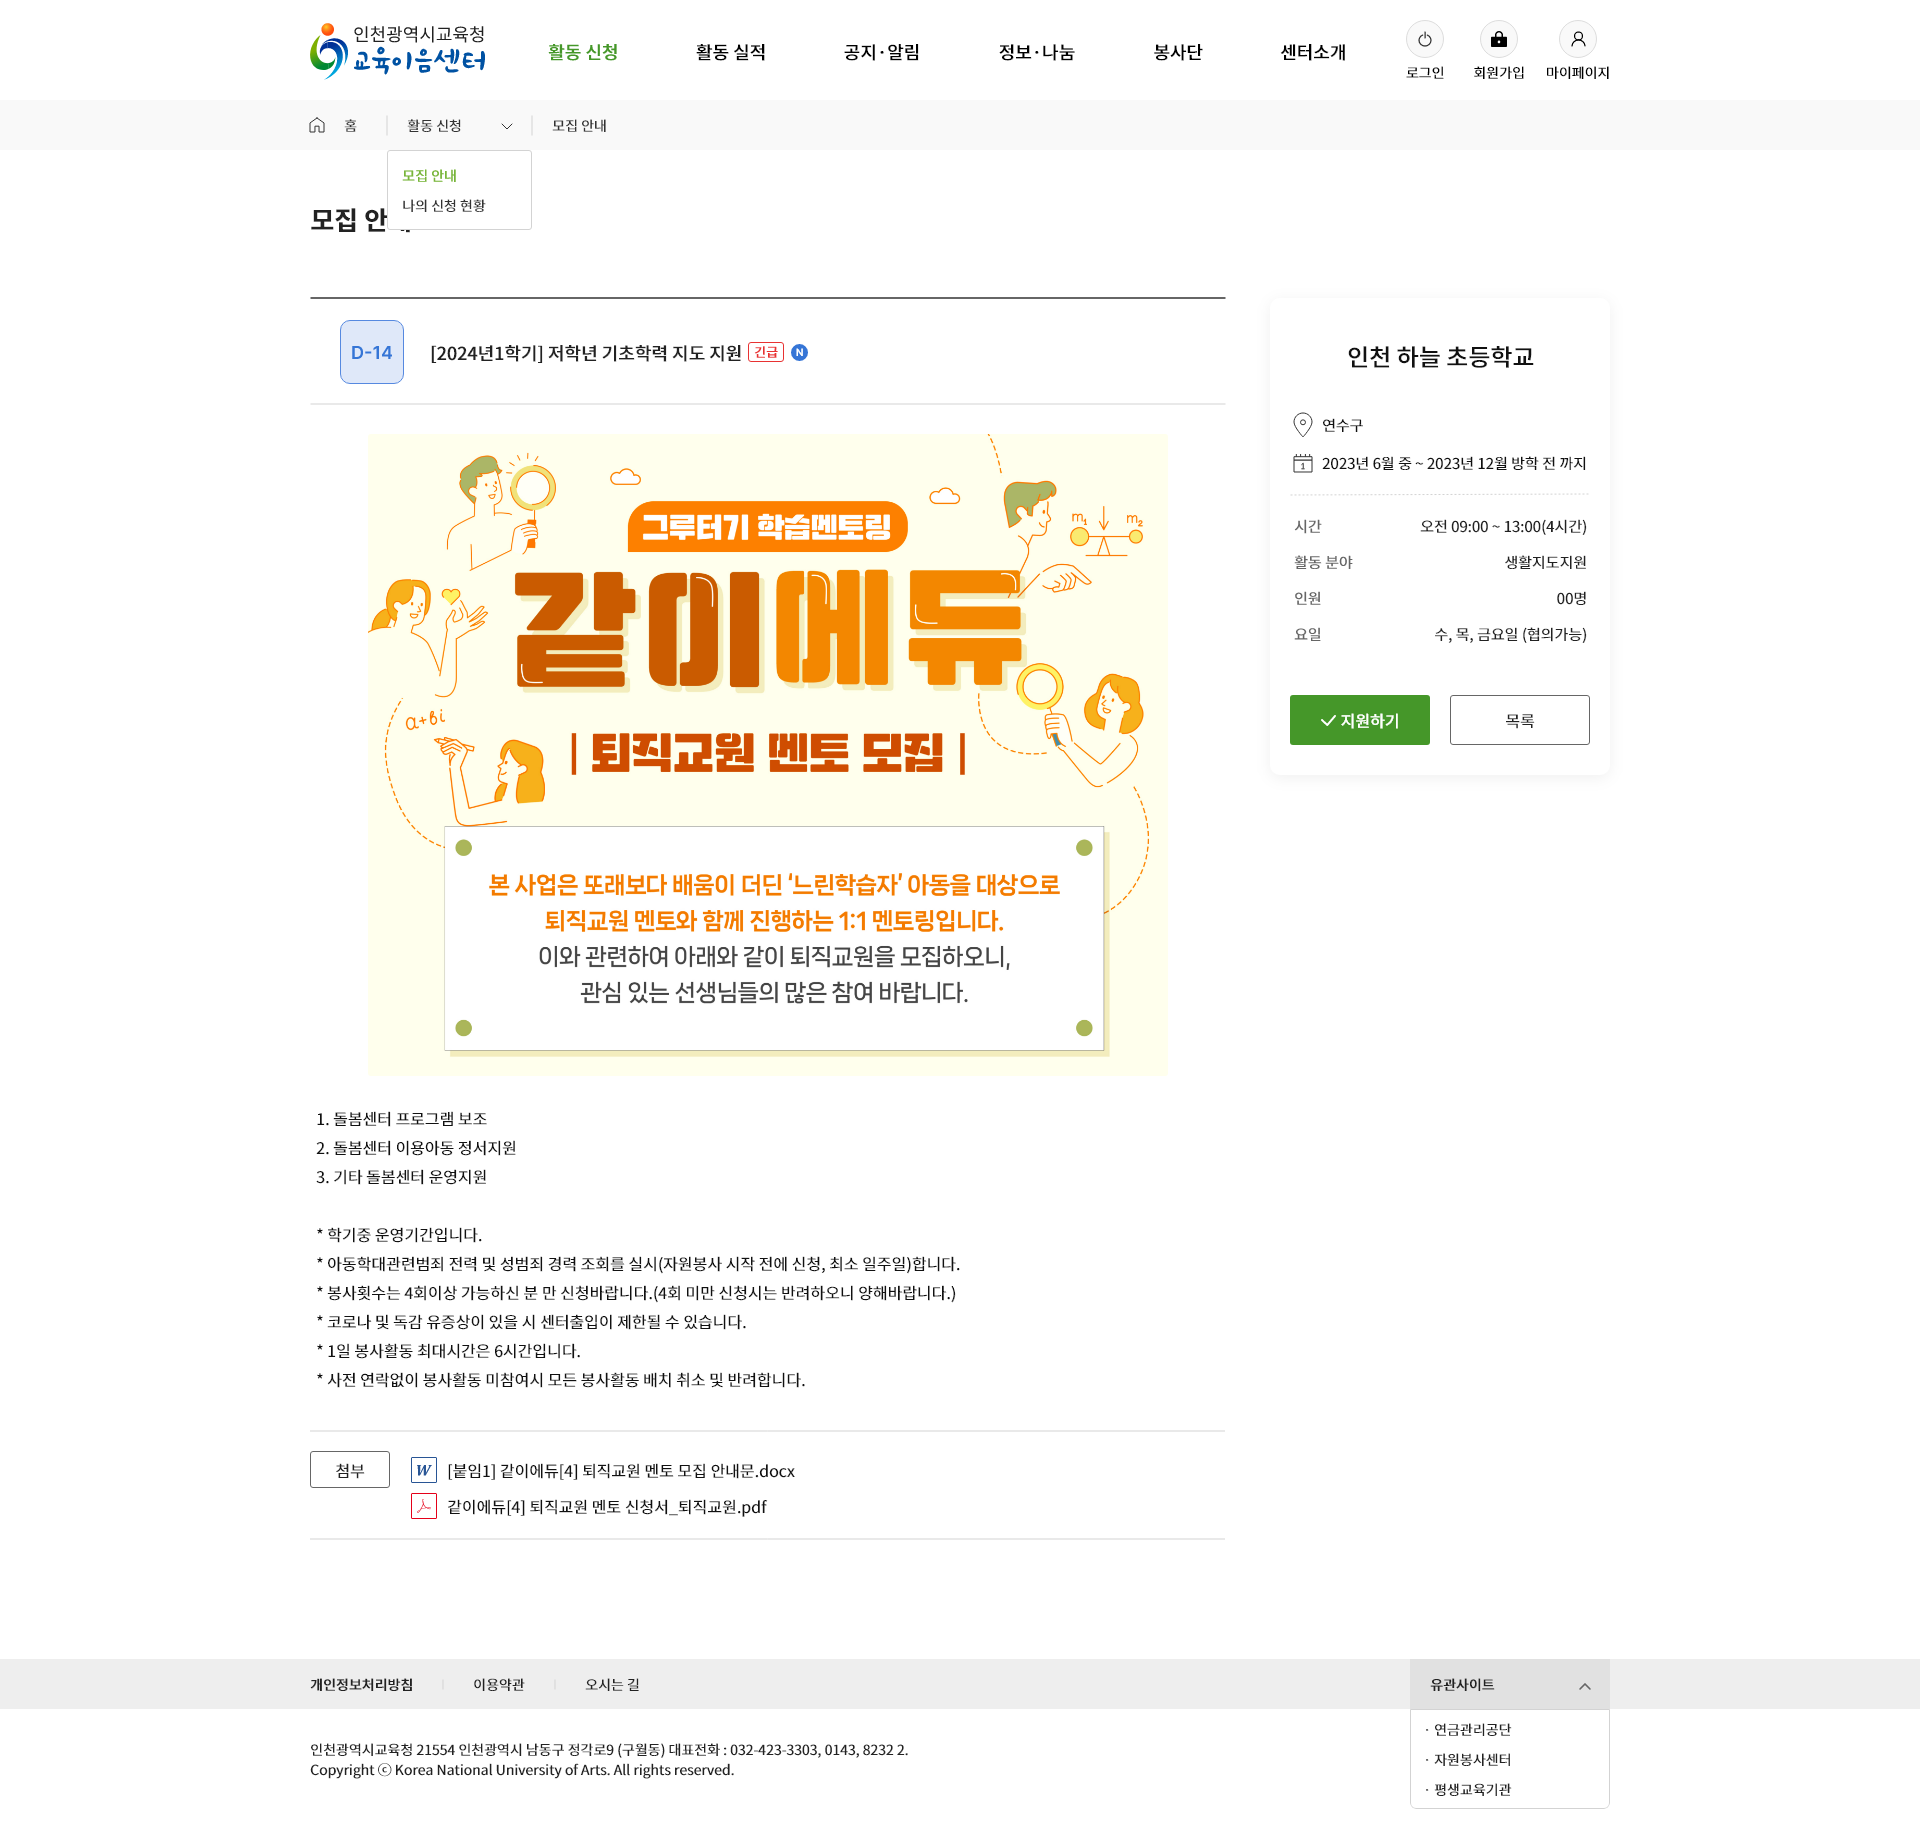 인천광역시교육청
교육이음센터
활동 신청
활동 실적
공지·알림
정보·나눔
봉사단
센터소개
로그인
회원가입
마이페이지
홈
활동 신청
모집 안내
모집 안내
나의 신청 현황
모집 안
D-14
[2024년1학기] 저학년 기초학력 지도 지원 긴급 N
그루터기 학습멘토링
같이에듀
m1
m2
a+bi
| 퇴직교원 멘토 모집 |
본 사업은 또래보다 배움이 더딘 ‘느린학습자’ 아동을 대상으로
퇴직교원 멘토와 함께 진행하는 1:1 멘토링입니다.
이와 관련하여 아래와 같이 퇴직교원을 모집하오니,
관심 있는 선생님들의 많은 참여 바랍니다.
1. 돌봄센터 프로그램 보조
2. 돌봄센터 이용아동 정서지원
3. 기타 돌봄센터 운영지원
* 학기중 운영기간입니다.
* 아동학대관련범죄 전력 및 성범죄 경력 조회를 실시(자원봉사 시작 전에 신청, 최소 일주일)합니다.
* 봉사횟수는 4회이상 가능하신 분 만 신청바랍니다.(4회 미만 신청시는 반려하오니 양해바랍니다.)
* 코로나 및 독감 유증상이 있을 시 센터출입이 제한될 수 있습니다.
* 1일 봉사활동 최대시간은 6시간입니다.
* 사전 연락없이 봉사활동 미참여시 모든 봉사활동 배치 취소 및 반려합니다.
첨부
W [붙임1] 같이에듀[4] 퇴직교원 멘토 모집 안내문.docx
같이에듀[4] 퇴직교원 멘토 신청서_퇴직교원.pdf
인천 하늘 초등학교
연수구
1 2023년 6월 중 ~ 2023년 12월 방학 전 까지
시간 오전 09:00 ~ 13:00(4시간)
활동 분야 생활지도지원
인원 00명
요일 수, 목, 금요일 (협의가능)
지원하기
목록
개인정보처리방침
이용약관
오시는 길
유관사이트
· 연금관리공단
· 자원봉사센터
· 평생교육기관
인천광역시교육청 21554 인천광역시 남동구 정각로9 (구월동) 대표전화 : 032-423-3303, 0143, 8232 2.
Copyright ⓒ Korea National University of Arts. All rights reserved.